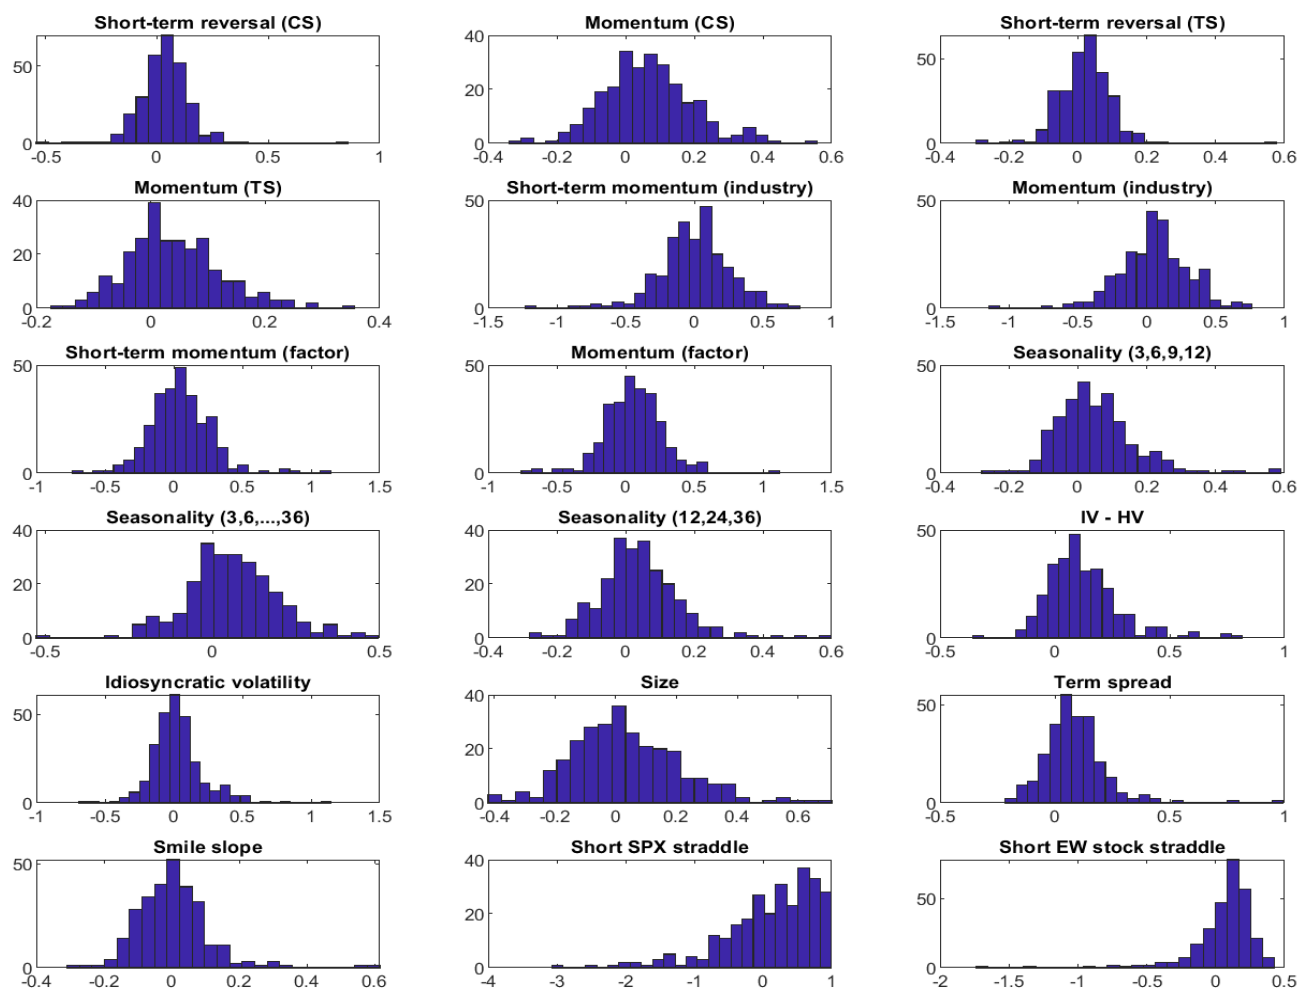 Short-term reversal (CS)
50
0
-0.5 0 0.5 1
Momentum (CS)
40
20
0
-0.4 -0.2 0 0.2 0.4 0.6
Short-term reversal (TS)
50
0
-0.4 -0.2 0 0.2 0.4 0.6
Momentum (TS)
40
20
0
-0.2 0 0.2 0.4
Short-term momentum (industry)
50
0
-1.5 -1 -0.5 0 0.5 1
Momentum (industry)
50
0
-1.5 -1 -0.5 0 0.5 1
Short-term momentum (factor)
50
0
-1 -0.5 0 0.5 1 1.5
Momentum (factor)
50
0
-1 -0.5 0 0.5 1 1.5
Seasonality (3,6,9,12)
50
0
-0.4 -0.2 0 0.2 0.4 0.6
Seasonality (3,6,...,36)
40
20
0
-0.5 0 0.5
Seasonality (12,24,36)
40
20
0
-0.4 -0.2 0 0.2 0.4 0.6
IV - HV
50
0
-0.5 0 0.5 1
Idiosyncratic volatility
50
0
-1 -0.5 0 0.5 1 1.5
Size
40
20
0
-0.4 -0.2 0 0.2 0.4 0.6
Term spread
50
0
-0.5 0 0.5 1
Smile slope
50
0
-0.4 -0.2 0 0.2 0.4 0.6
Short SPX straddle
40
20
0
-4 -3 -2 -1 0 1
Short EW stock straddle
50
0
-2 -1.5 -1 -0.5 0 0.5